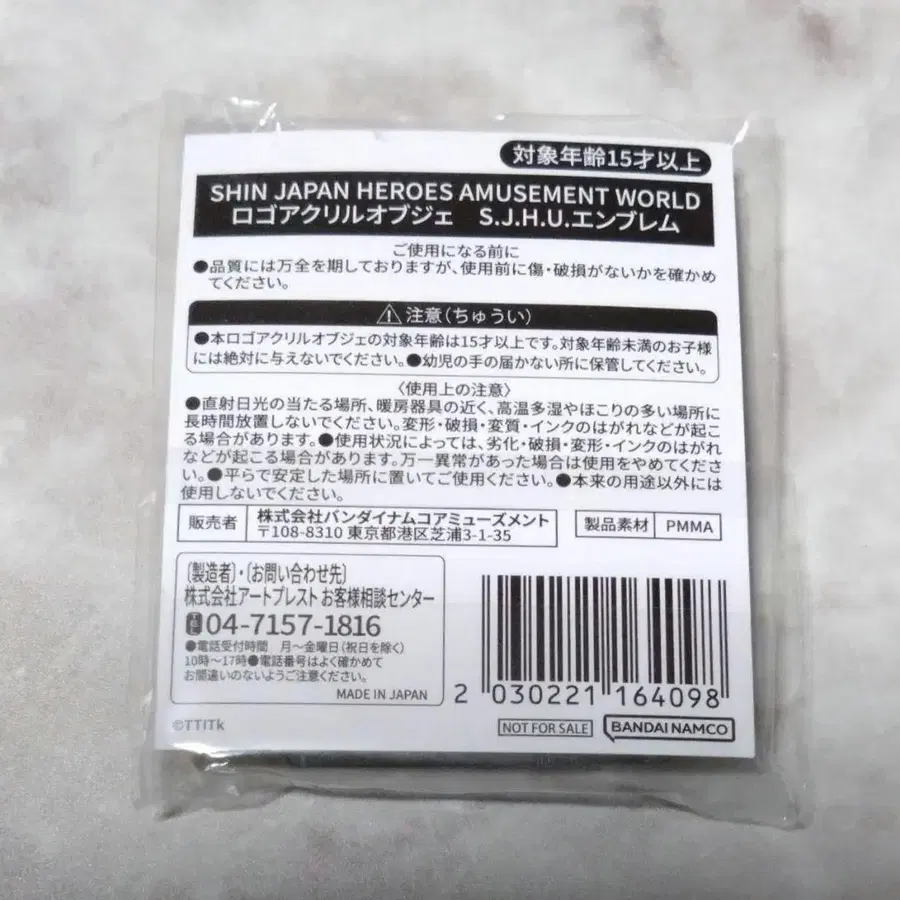 対象年齢15才以上
SHIN JAPAN HEROES AMUSEMENT WORLD
ロゴアクリルオブジェ S.J.H.U.エンブレム
ご使用になる前に
●品質には万全を期しておりますが、使用前に傷・破損がないかを確かめ
てください。
⚠注意(ちゅうい)
●本ロゴアクリルオブジェの対象年齢は15才以上です。対象年齢未満のお子様
には絶対に与えないでください。●幼児の手の届かない所に保管してください。
〈使用上の注意〉
●直射日光の当たる場所、暖房器具の近く、高温多湿やほこりの多い場所に
長時間放置しないでください。変形・破損・変質・インクのはがれなどが起こ
る場合があります。●使用状況によっては、劣化・破損・変形・インクのはがれ
などが起こる場合があります。万一異常があった場合は使用をやめてくださ
い。●平らで安定した場所に置いてご使用ください。●本来の用途以外には
使用しないでください。
販売者 株式会社バンダイナムコアミューズメント
〒108-8310 東京都港区芝浦3-1-35
製品素材 PMMA
〔製造者〕・〔お問い合わせ先〕
株式会社アートプレスト お客様相談センター
04-7157-1816
●電話受付時間 月〜金曜日(祝日を除く)
10時〜17時●電話番号はよく確かめて
お間違いのないようご注意ください。
MADE IN JAPAN
2 030221 164098
©TTITk
NOT FOR SALE
BANDAI NAMCO